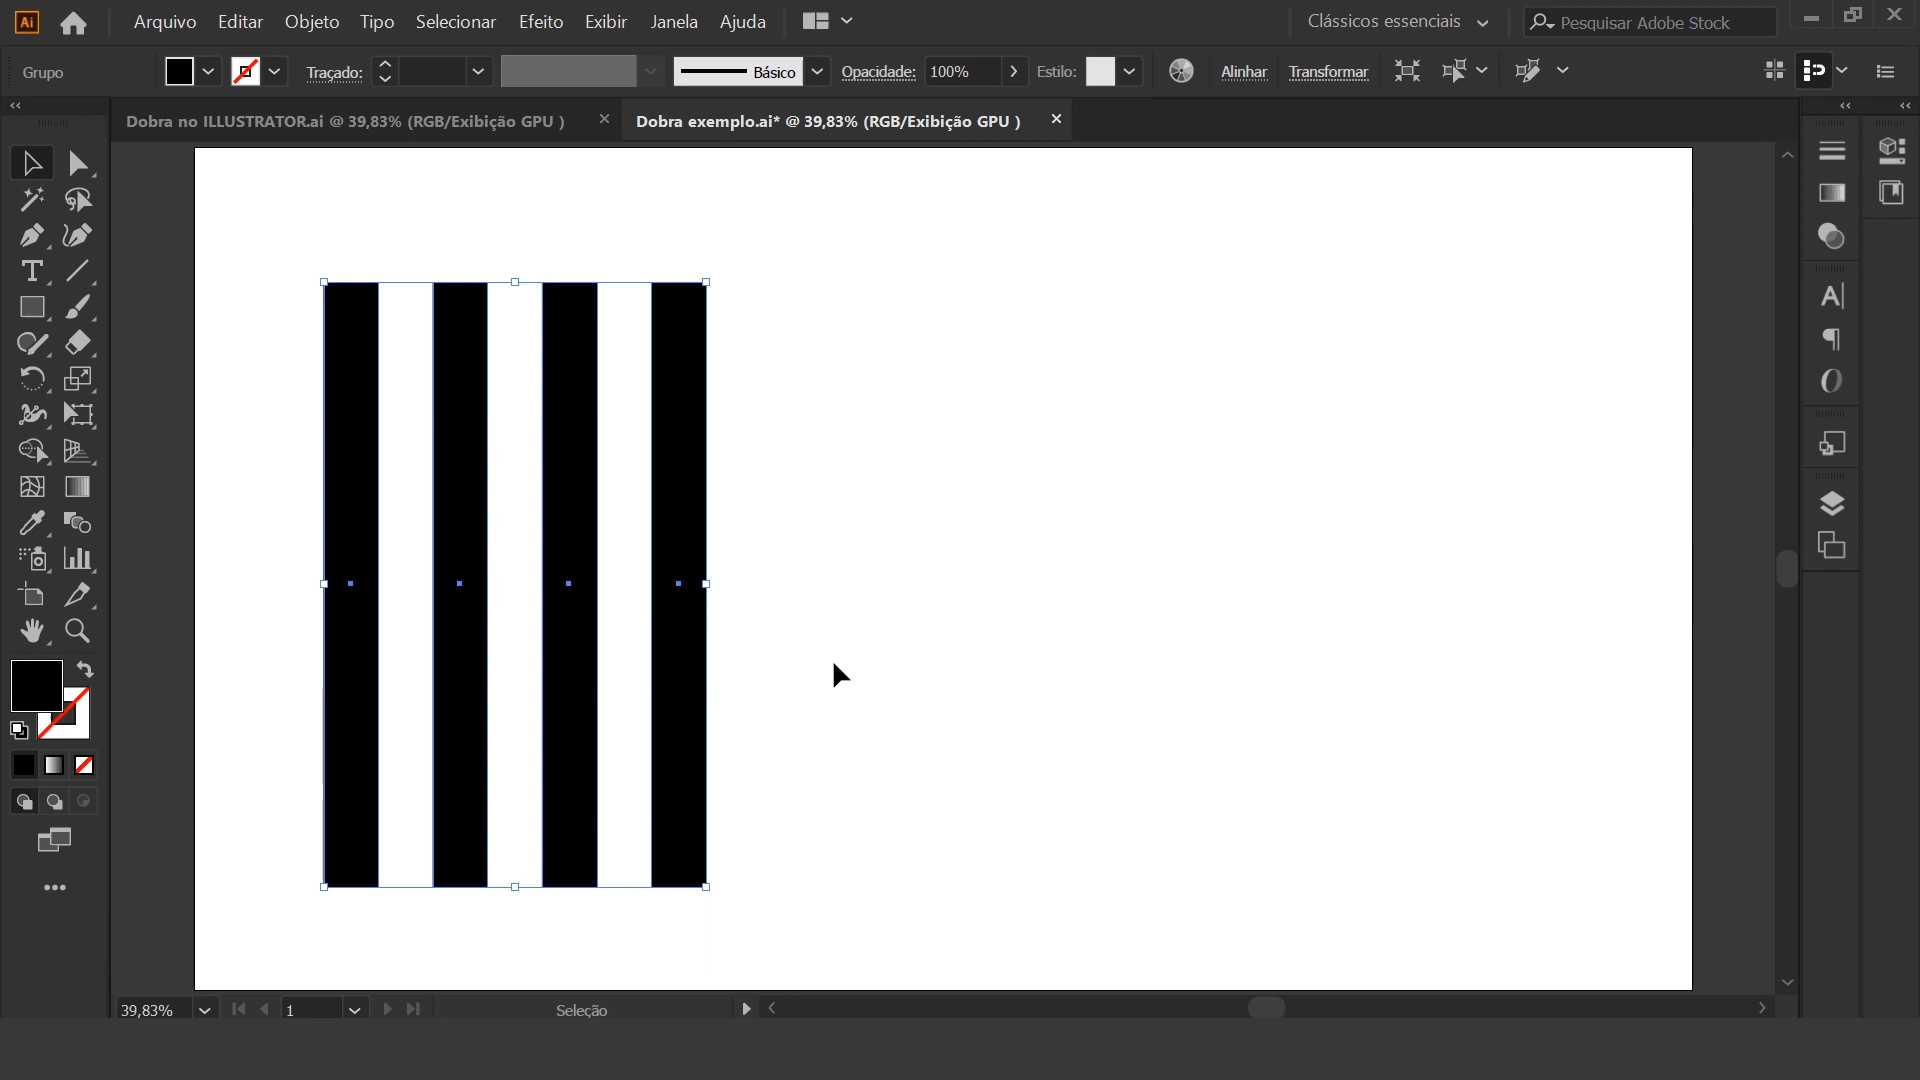 Ai Arquivo Editar Objeto Tipo Selecionar Efeito Exibir Janela Ajuda Clássicos essenciais Pesquisar Adobe Stock
Grupo Traçado: Básico Opacidade: 100% Estilo: Alinhar Transformar
Dobra no ILLUSTRATOR.ai @ 39,83% (RGB/Exibição GPU ) Dobra exemplo.ai* @ 39,83% (RGB/Exibição GPU )
39,83% 1 Seleção